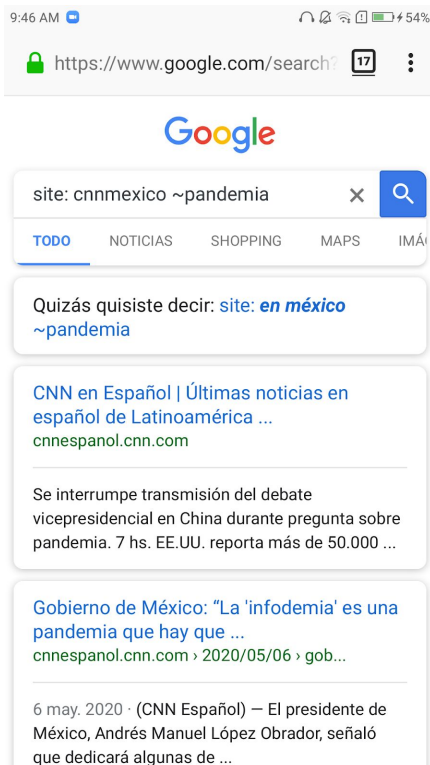 9:46 AM 54%
https://www.google.com/search? 17
Google
site: cnnmexico ~pandemia
TODO NOTICIAS SHOPPING MAPS IMÁ
Quizás quisiste decir: site: en méxico
~pandemia
CNN en Español | Últimas noticias en
español de Latinoamérica ...
cnnespanol.cnn.com
Se interrumpe transmisión del debate
vicepresidencial en China durante pregunta sobre
pandemia. 7 hs. EE.UU. reporta más de 50.000 ...
Gobierno de México: “La 'infodemia' es una
pandemia que hay que ...
cnnespanol.cnn.com › 2020/05/06 › gob...
6 may. 2020 · (CNN Español) — El presidente de
México, Andrés Manuel López Obrador, señaló
que dedicará algunas de ...